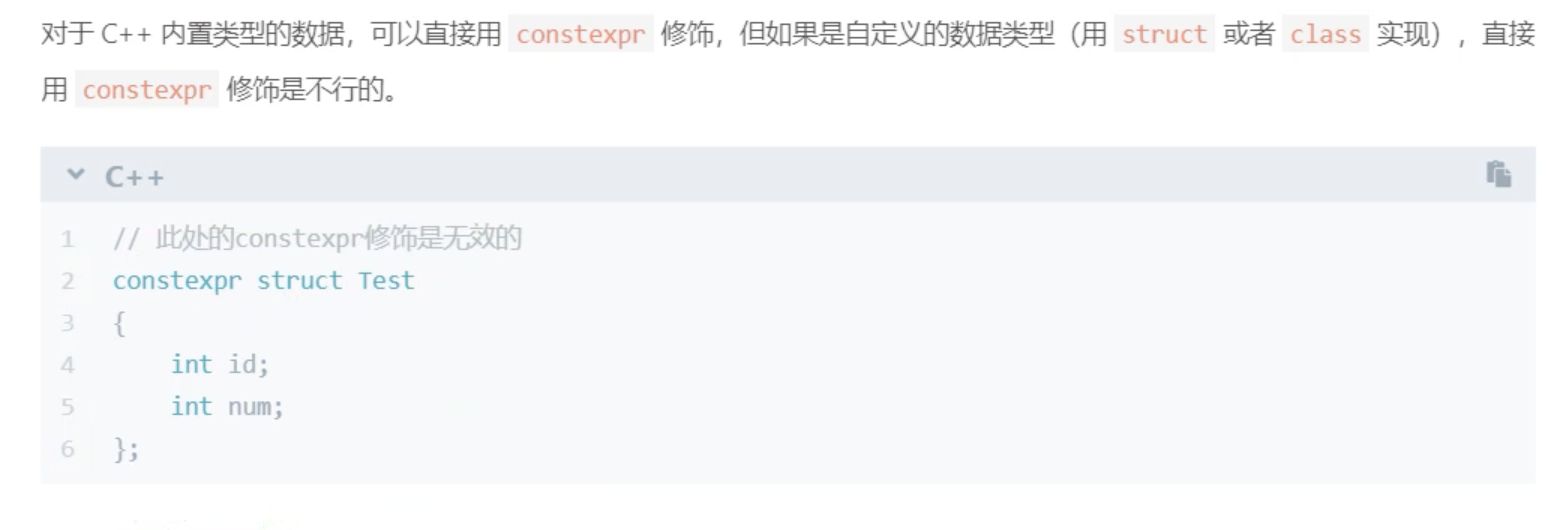 对于 C++ 内置类型的数据，可以直接用 constexpr 修饰，但如果是自定义的数据类型（用 struct 或者 class 实现），直接
用 constexpr 修饰是不行的。
C++
1 // 此处的constexpr修饰是无效的
2 constexpr struct Test
3 {
4     int id;
5     int num;
6 };